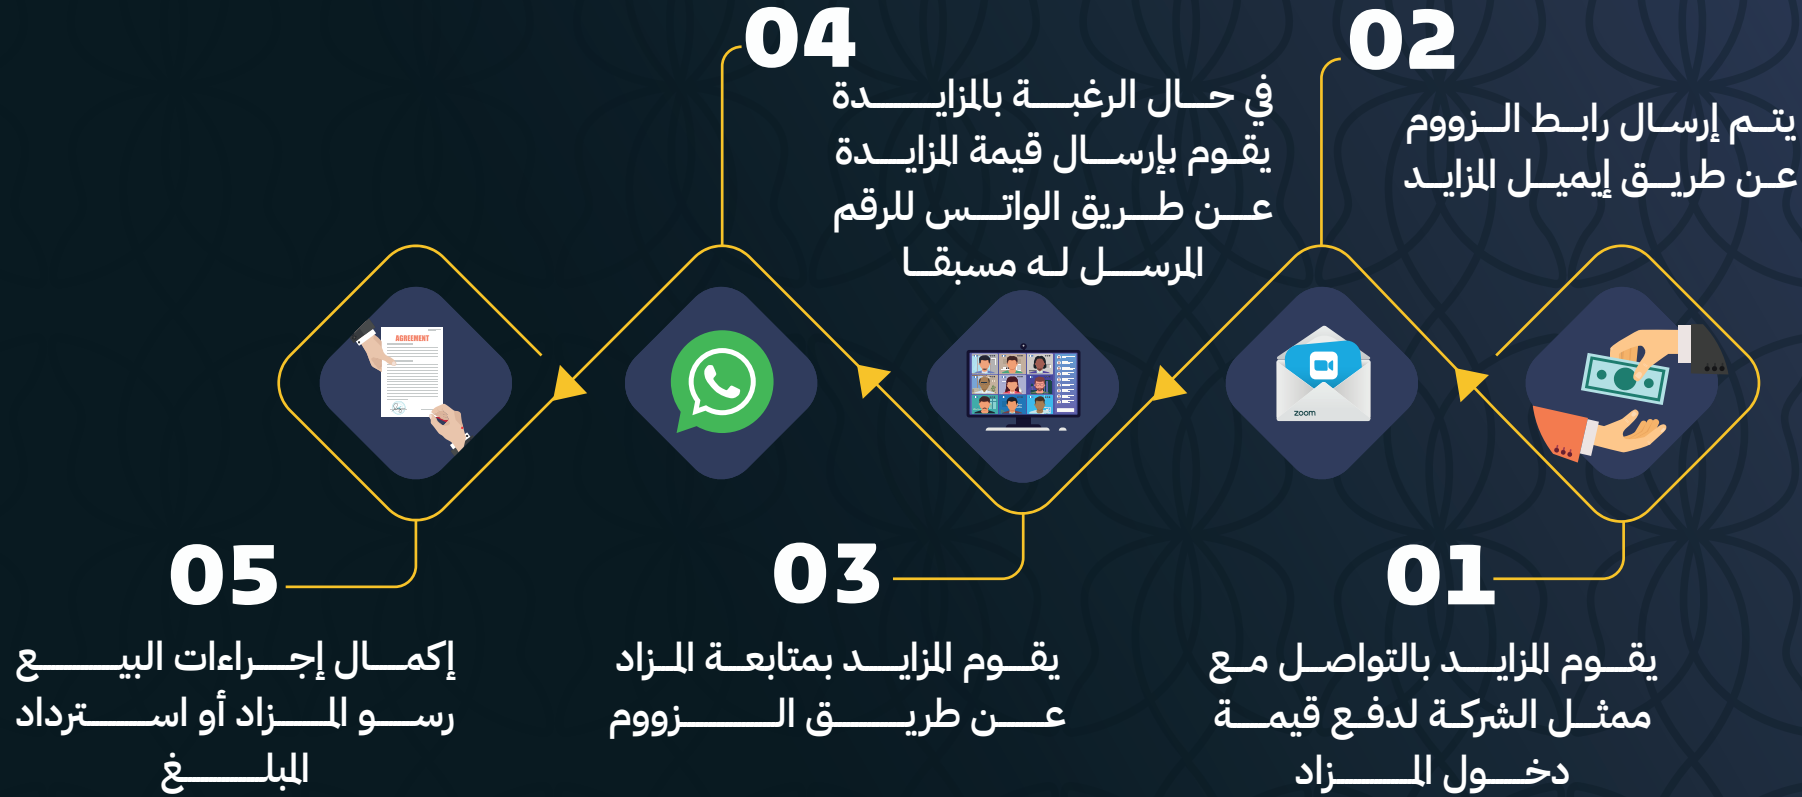 01
يقوم المزايد بالتواصل مع
ممثل الشركة لدفع قيمة
دخول المزاد
02
يتم إرسال رابط الزووم
عن طريق إيميل المزايد
zoom
03
يقوم المزايد بمتابعة المزاد
عن طريق الزووم
04
في حال الرغبة بالمزايدة
يقوم بإرسال قيمة المزايدة
عن طريق الواتس للرقم
المرسل له مسبقا
05
إكمال إجراءات البيع
رسو المزاد أو استرداد
المبلغ
AGREEMENT